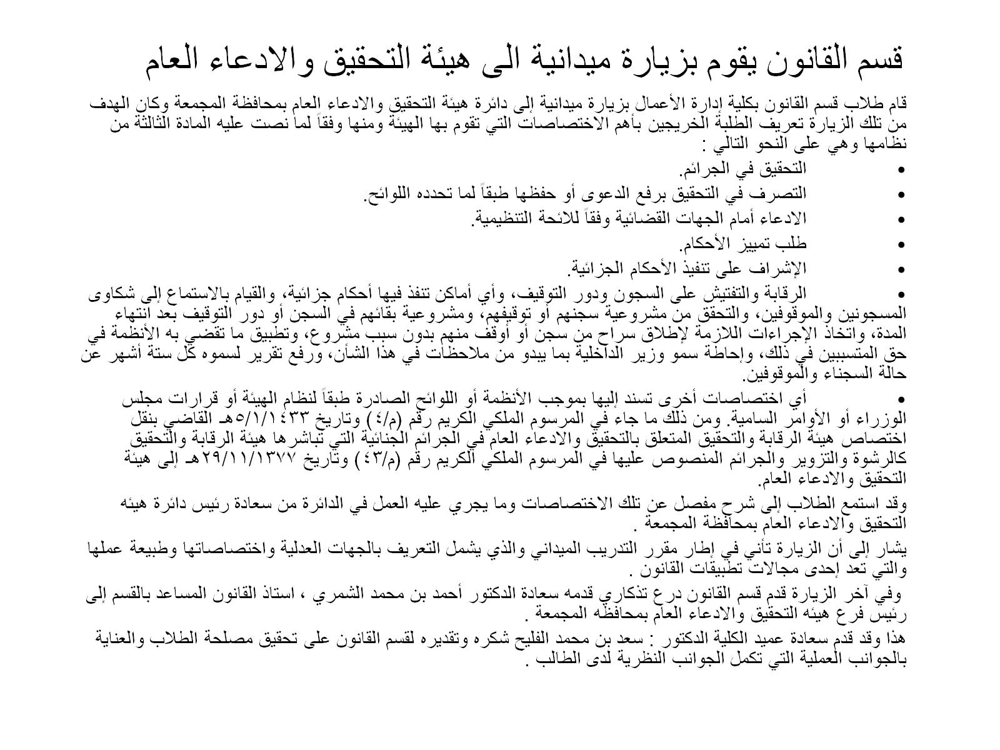 قسم القانون يقوم بزيارة ميدانية الى هيئة التحقيق والادعاء العام
قام طلاب قسم القانون بكلية إدارة الأعمال بزيارة ميدانية إلى دائرة هيئة التحقيق والادعاء العام بمحافظة المجمعة وكان الهدف
من تلك الزيارة تعريف الطلبة الخريجين بأهم الاختصاصات التي تقوم بها الهيئة ومنها وفقاً لما نصت عليه المادة الثالثة من
نظامها وهي على النحو التالي :
• التحقيق في الجرائم.
• التصرف في التحقيق برفع الدعوى أو حفظها طبقاً لما تحدده اللوائح.
• الادعاء أمام الجهات القضائية وفقاً للائحة التنظيمية.
• طلب تمييز الأحكام.
• الإشراف على تنفيذ الأحكام الجزائية.
• الرقابة والتفتيش على السجون ودور التوقيف، وأي أماكن تنفذ فيها أحكام جزائية، والقيام بالاستماع إلى شكاوى
المسجونين والموقوفين، والتحقق من مشروعية سجنهم أو توقيفهم، ومشروعية بقائهم في السجن أو دور التوقيف بعد انتهاء
المدة، واتخاذ الإجراءات اللازمة لإطلاق سراح من سجن أو أوقف منهم بدون سبب مشروع، وتطبيق ما تقضي به الأنظمة في
حق المتسببين في ذلك، وإحاطة سمو وزير الداخلية بما يبدو من ملاحظات في هذا الشأن، ورفع تقرير لسموه كل ستة أشهر عن
حالة السجناء والموقوفين.
• أي اختصاصات أخرى تسند إليها بموجب الأنظمة أو اللوائح الصادرة طبقاً لنظام الهيئة أو قرارات مجلس
الوزراء أو الأوامر السامية. ومن ذلك ما جاء في المرسوم الملكي الكريم رقم (م/٤) وتاريخ ٥/١/١٤٣٣هـ القاضي بنقل
اختصاص هيئة الرقابة والتحقيق المتعلق بالتحقيق والادعاء العام في الجرائم الجنائية التي تباشرها هيئة الرقابة والتحقيق
كالرشوة والتزوير والجرائم المنصوص عليها في المرسوم الملكي الكريم رقم (م/٤٣) وتاريخ ٢٩/١١/١٣٧٧هـ إلى هيئة
التحقيق والادعاء العام.
وقد استمع الطلاب إلى شرح مفصل عن تلك الاختصاصات وما يجري عليه العمل في الدائرة من سعادة رئيس دائرة هيئه
التحقيق والادعاء العام بمحافظة المجمعة .
يشار إلى أن الزيارة تأني في إطار مقرر التدريب الميداني والذي يشمل التعريف بالجهات العدلية واختصاصاتها وطبيعة عملها
والتي تعد إحدى مجالات تطبيقات القانون .
وفي آخر الزيارة قدم قسم القانون درع تذكاري قدمه سعادة الدكتور أحمد بن محمد الشمري ، استاذ القانون المساعد بالقسم إلى
رئيس فرع هيئه التحقيق والادعاء العام بمحافظه المجمعة .
هذا وقد قدم سعادة عميد الكلية الدكتور : سعد بن محمد الفليح شكره وتقديره لقسم القانون على تحقيق مصلحة الطلاب والعناية
بالجوانب العملية التي تكمل الجوانب النظرية لدى الطالب .